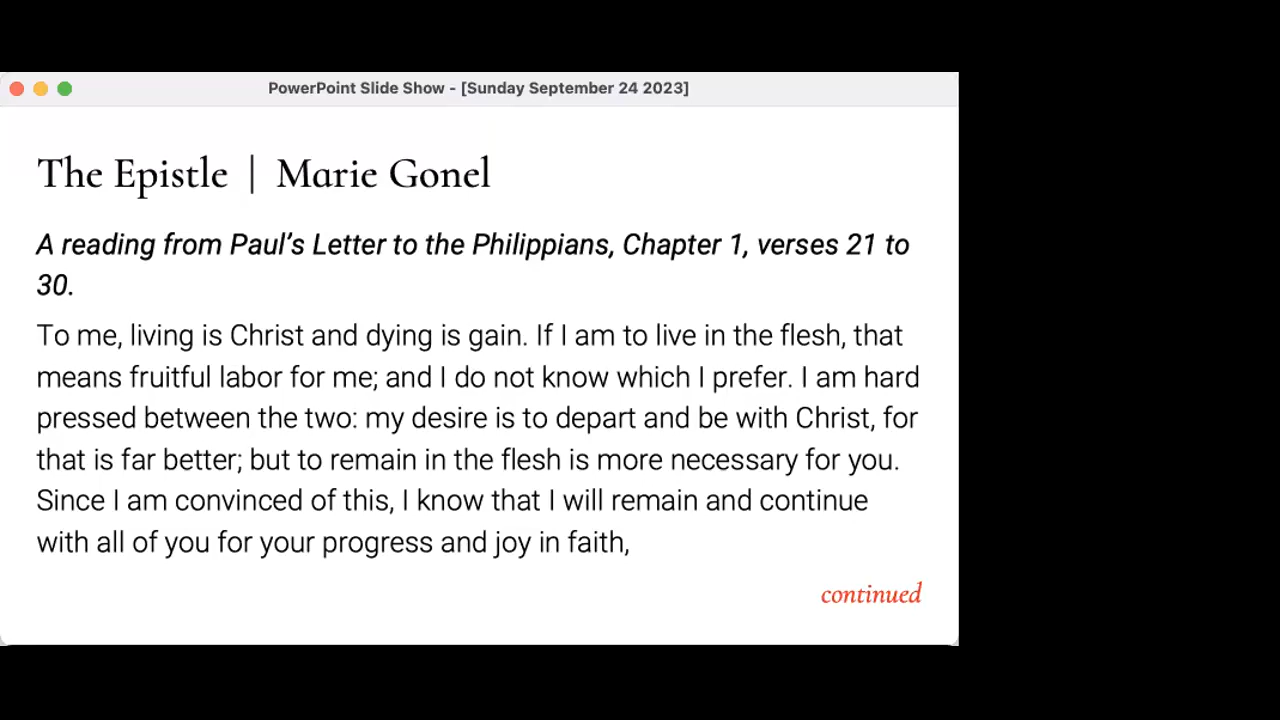 PowerPoint Slide Show - [Sunday September 24 2023]
The Epistle | Marie Gonel
A reading from Paul’s Letter to the Philippians, Chapter 1, verses 21 to
30.
To me, living is Christ and dying is gain. If I am to live in the flesh, that
means fruitful labor for me; and I do not know which I prefer. I am hard
pressed between the two: my desire is to depart and be with Christ, for
that is far better; but to remain in the flesh is more necessary for you.
Since I am convinced of this, I know that I will remain and continue
with all of you for your progress and joy in faith,
continued